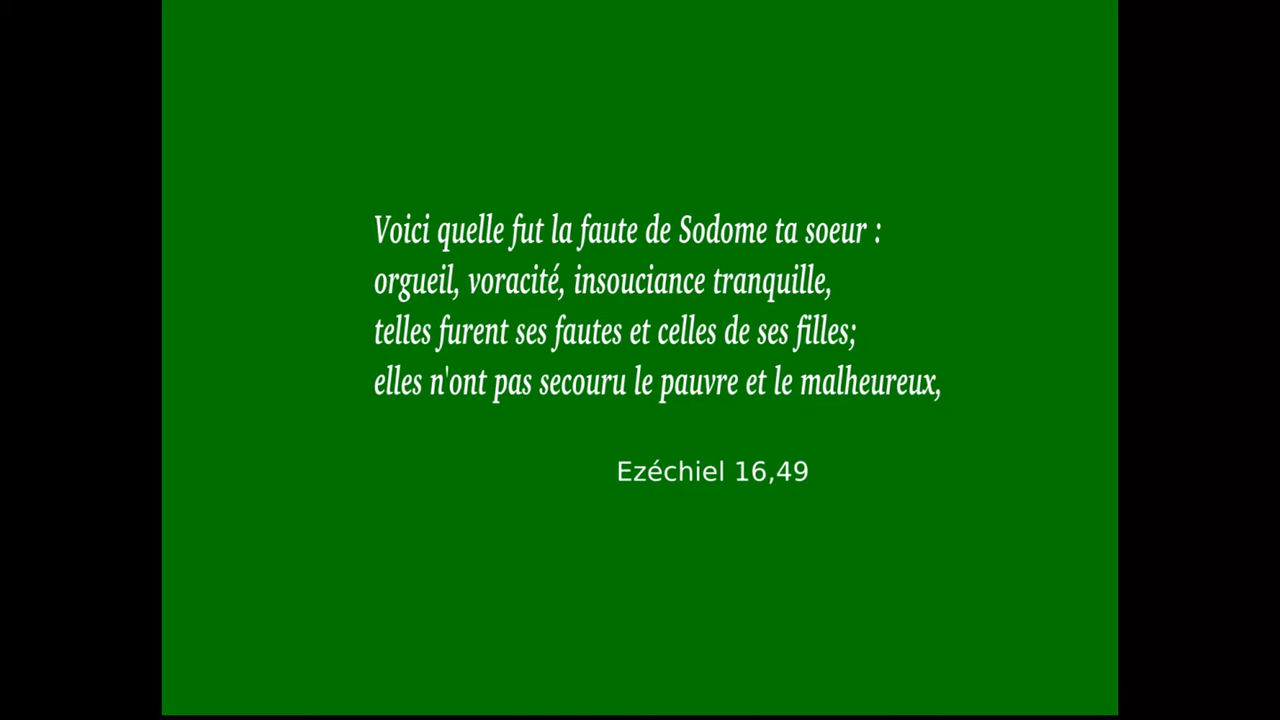 Voici quelle fut la faute de Sodome ta soeur :
orgueil, voracité, insouciance tranquille,
telles furent ses fautes et celles de ses filles;
elles n'ont pas secouru le pauvre et le malheureux,
Ezéchiel 16,49